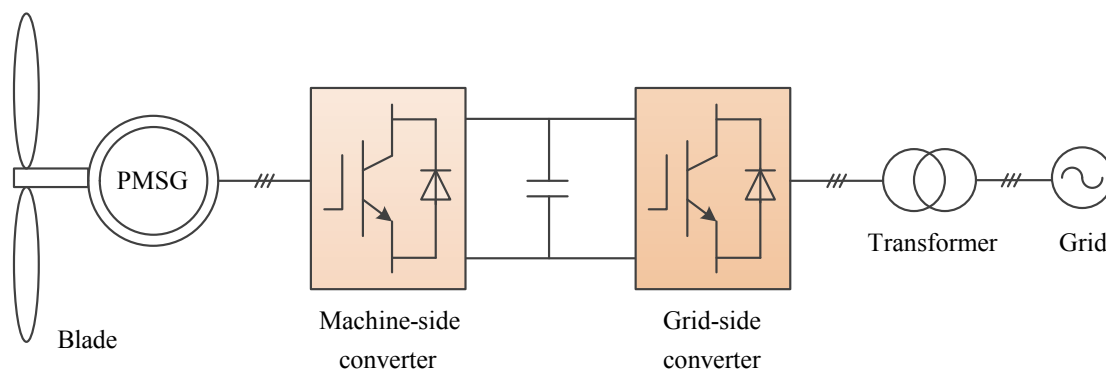 PMSG
Blade
Machine-side
converter
Grid-side
converter
Transformer
Grid